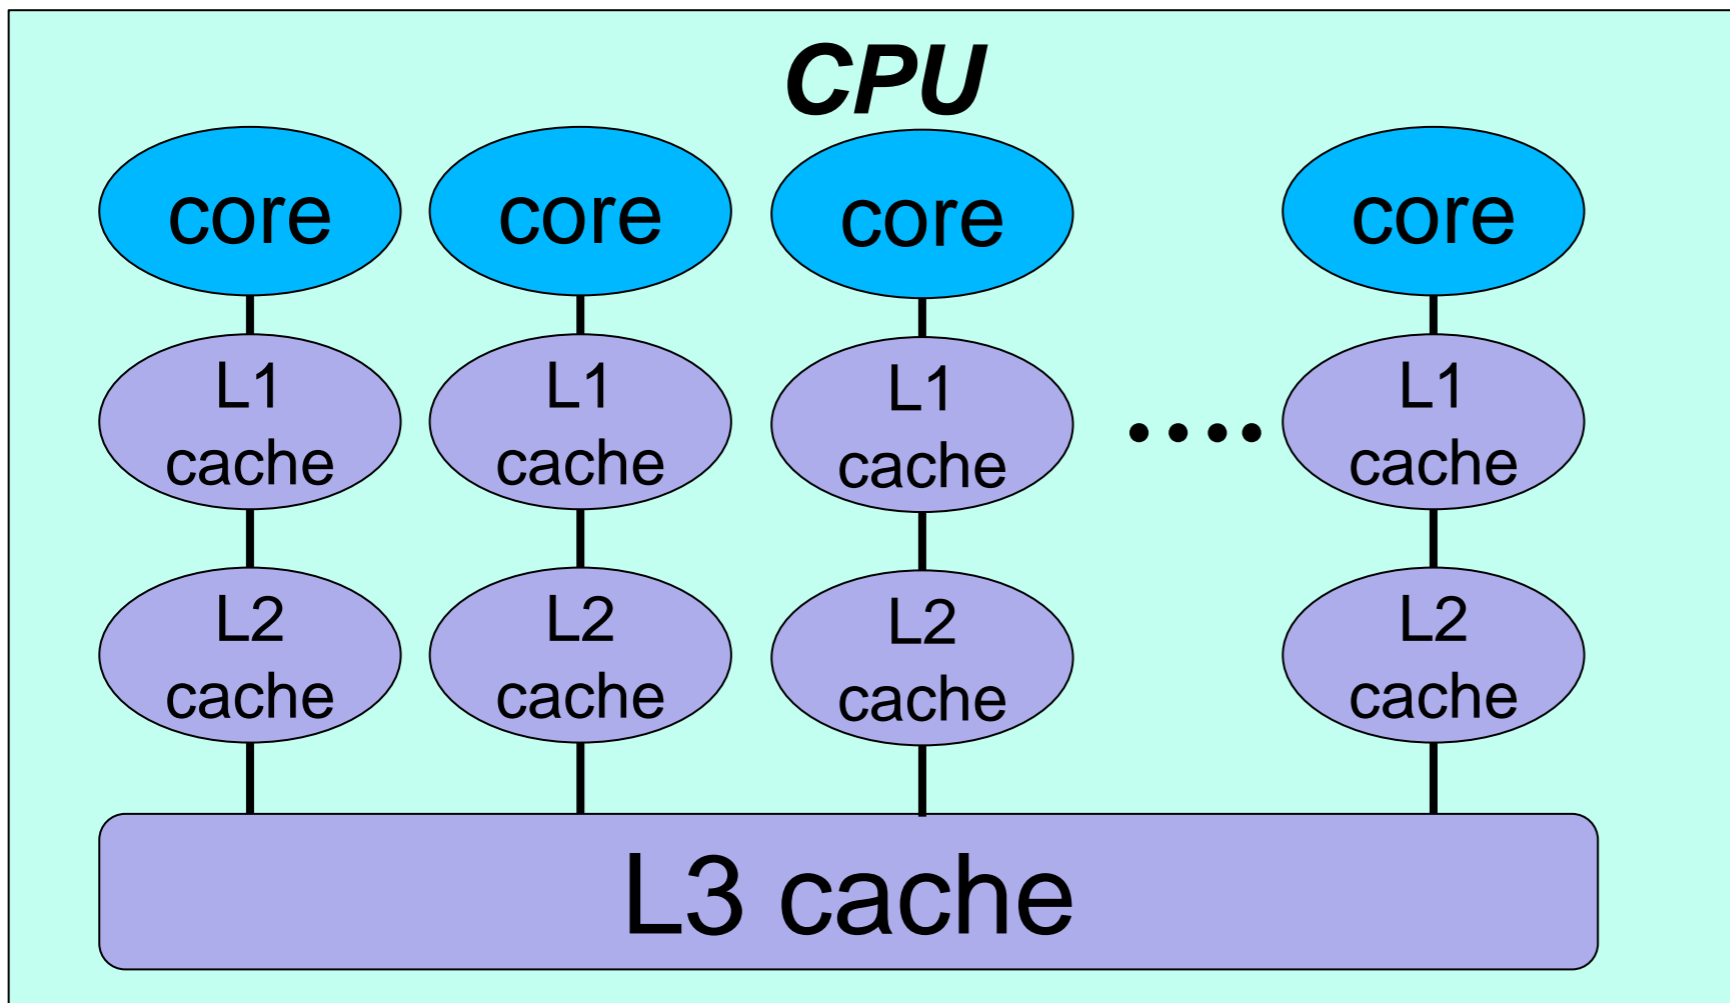 CPU
core
core
core
core
L1
cache
L1
cache
L1
cache
....
L1
cache
L2
cache
L2
cache
L2
cache
L2
cache
L3 cache